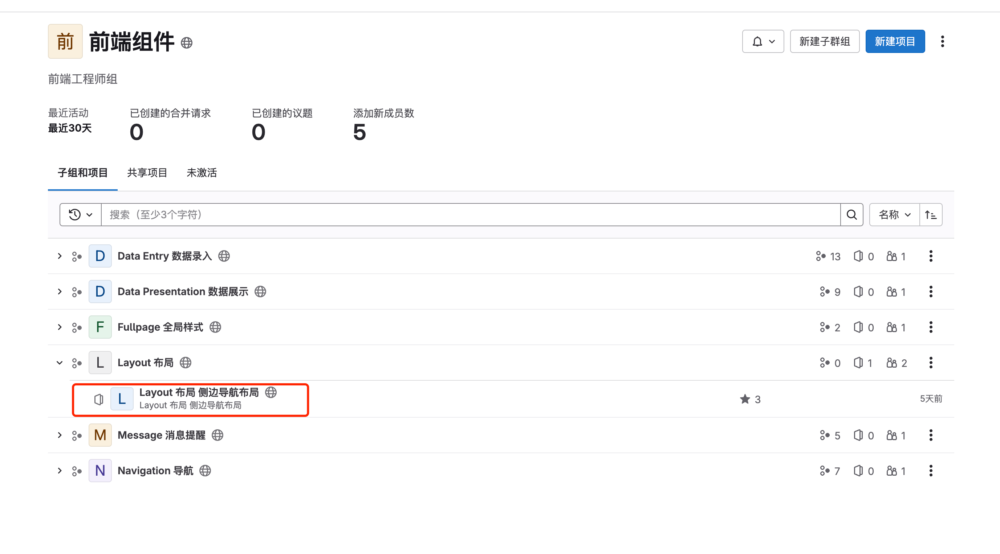 前 前端组件 新建子群组 新建项目
前端工程师组
最近活动 已创建的合并请求 已创建的议题 添加新成员数
最近30天 0 0 5
子组和项目 共享项目 未激活
搜索（至少3个字符） 名称
D Data Entry 数据录入 13 0 1
D Data Presentation 数据展示 9 0 1
F Fullpage 全局样式 2 0 1
L Layout 布局 0 1 2
L Layout 布局 侧边导航布局 3 5天前
Layout 布局 侧边导航布局
M Message 消息提醒 5 0 1
N Navigation 导航 7 0 1